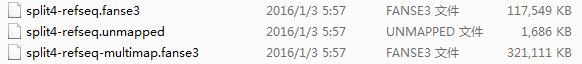 split4-refseq.fanse3 2016/1/3 5:57 FANSE3 文件 117,549 KB
split4-refseq.unmapped 2016/1/3 5:57 UNMAPPED 文件 1,686 KB
split4-refseq-multimap.fanse3 2016/1/3 5:57 FANSE3 文件 321,111 KB